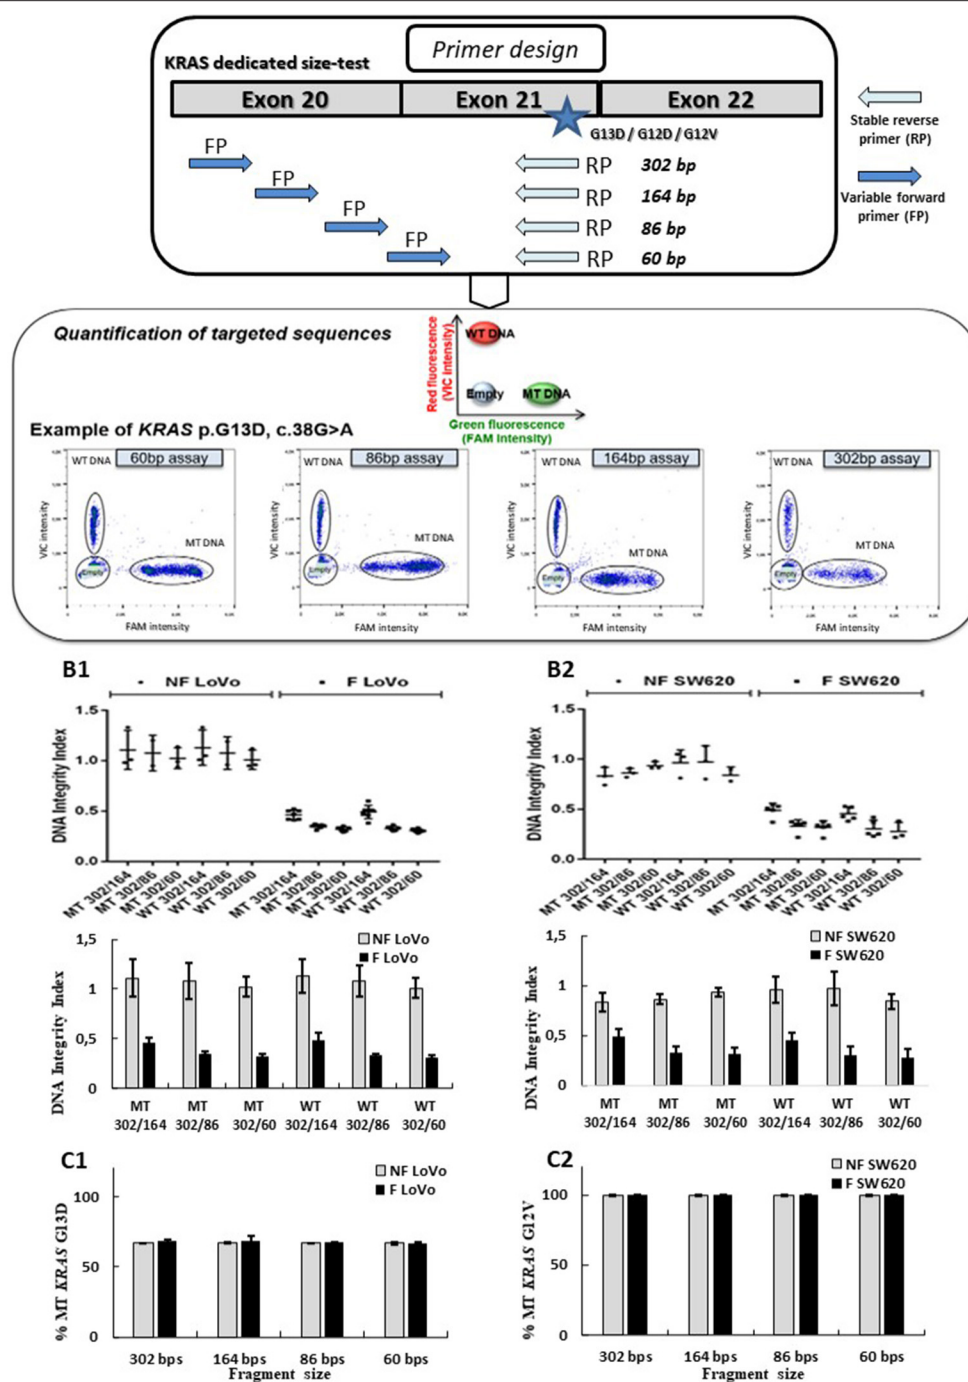 Primer design
KRAS dedicated size-test
Exon 20 Exon 21 Exon 22
G13D / G12D / G12V
FP RP 302 bp
FP RP 164 bp
FP RP 86 bp
FP RP 60 bp
Stable reverse
primer (RP)
Variable forward
primer (FP)
Quantification of targeted sequences
Red fluorescence
(VIC intensity)
WT DNA
Empty MT DNA
Green fluorescence
(FAM Intensity)
Example of KRAS p.G13D, c.38G>A
WT DNA 60bp assay
VIC intensity
MT DNA
Empty
FAM intensity
WT DNA 86bp assay
VIC intensity
MT DNA
Empty
FAM intensity
WT DNA 164bp assay
VIC intensity
MT DNA
Empty
FAM intensity
WT DNA 302bp assay
VIC intensity
MT DNA
Empty
FAM intensity
B1
NF LoVo F LoVo
DNA Integrity Index
1.5
1.0
0.5
0.0
MT 302/164 MT 302/86 MT 302/60 WT 302/164 WT 302/86 WT 302/60 MT 302/164 MT 302/86 MT 302/60 WT 302/164 WT 302/86 WT 302/60
B2
NF SW620 F SW620
DNA Integrity Index
1.5
1.0
0.5
0.0
MT 302/164 MT 302/86 MT 302/60 WT 302/164 WT 302/86 WT 302/60 MT 302/164 MT 302/86 MT 302/60 WT 302/164 WT 302/86 WT 302/60
DNA Integrity Index
1,5
1
0,5
0
NF LoVo
F LoVo
MT MT MT WT WT WT
302/164 302/86 302/60 302/164 302/86 302/60
DNA Integrity Index
1,5
1
0,5
0
NF SW620
F SW620
MT MT MT WT WT WT
302/164 302/86 302/60 302/164 302/86 302/60
C1
NF LoVo
F LoVo
% MT KRAS G13D
100
50
0
302 bps 164 bps 86 bps 60 bps
Fragment size
C2
NF SW620
F SW620
% MT KRAS G12V
100
50
0
302 bps 164 bps 86 bps 60 bps
Fragment size